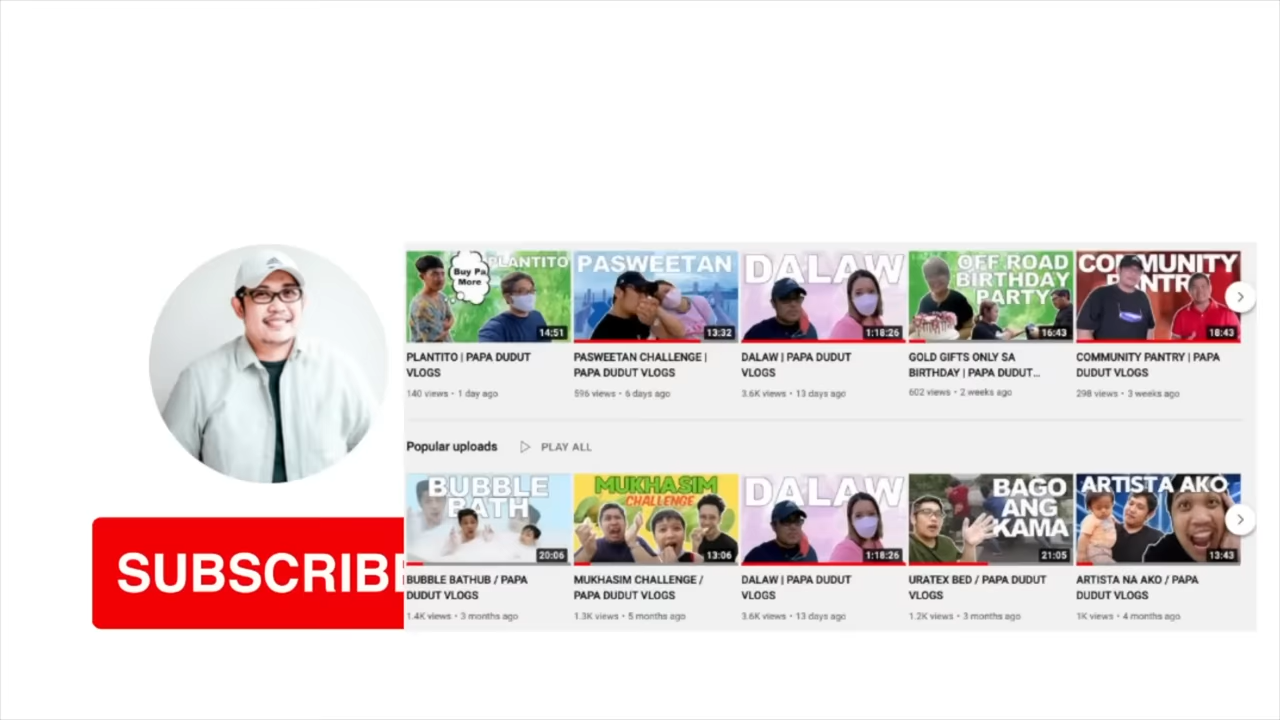 Buy Pa
More
PLANTITO
14:51
PASWEETAN
13:32
DALAW
1:18:26
OFF ROAD
BIRTHDAY
PARTY
16:43
COMMUNITY
PANTRY
18:43
PLANTITO | PAPA DUDUT
VLOGS
140 views • 1 day ago
PASWEETAN CHALLENGE |
PAPA DUDUT VLOGS
596 views • 6 days ago
DALAW | PAPA DUDUT
VLOGS
3.6K views • 13 days ago
GOLD GIFTS ONLY SA
BIRTHDAY | PAPA DUDUT...
602 views • 2 weeks ago
COMMUNITY PANTRY | PAPA
DUDUT VLOGS
298 views • 3 weeks ago
Popular uploads PLAY ALL
BUBBLE
BATH
20:06
MUKHASIM
CHALLENGE
13:06
DALAW
1:18:26
BAGO
ANG
KAMA
21:05
ARTISTA AKO
13:43
SUBSCRIBE
BUBBLE BATHUB / PAPA
DUDUT VLOGS
1.4K views • 3 months ago
MUKHASIM CHALLENGE /
PAPA DUDUT VLOGS
1.3K views • 5 months ago
DALAW | PAPA DUDUT
VLOGS
3.6K views • 13 days ago
URATEX BED / PAPA DUDUT
VLOGS
1.2K views • 3 months ago
ARTISTA NA AKO / PAPA
DUDUT VLOGS
1K views • 4 months ago